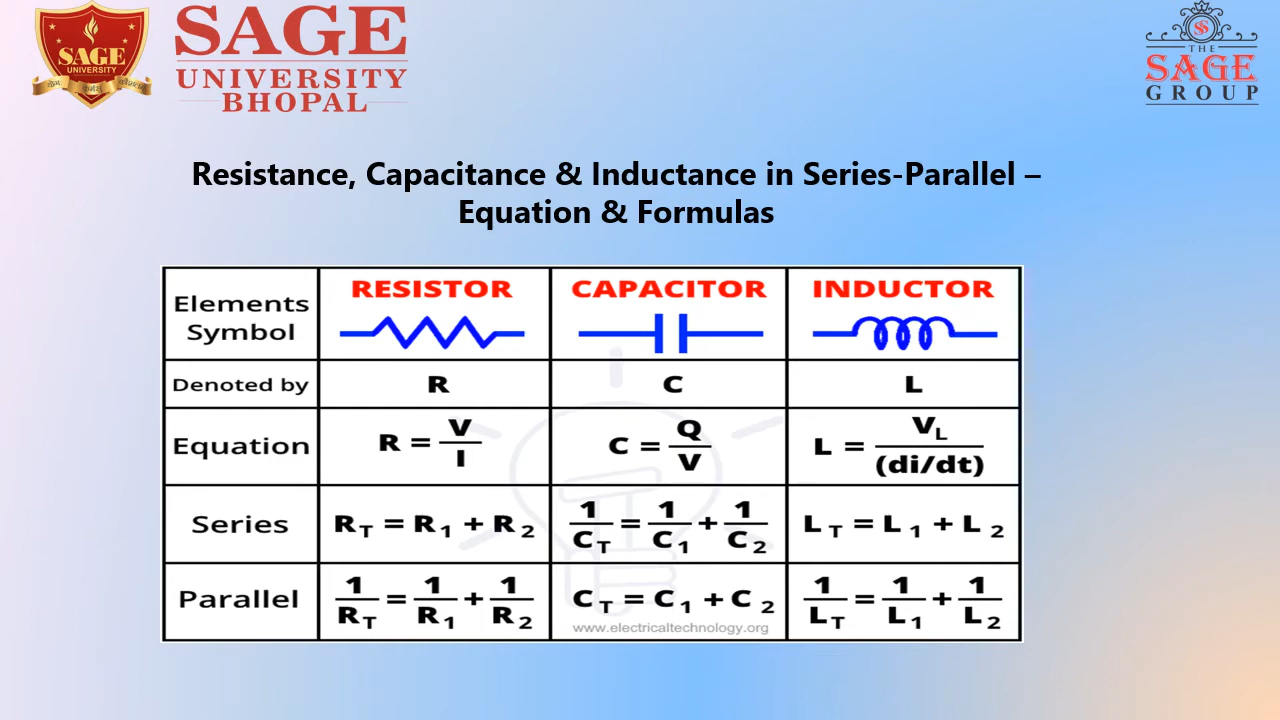 SAGE
UNIVERSITY
SAGE
UNIVERSITY
BHOPAL
THE
SAGE
GROUP
Resistance, Capacitance & Inductance in Series-Parallel –
Equation & Formulas
Elements Symbol RESISTOR CAPACITOR INDUCTOR
Denoted by R C L
Equation R = V/I C = Q/V L = V_L/(di/dt)
Series R_T = R_1 + R_2 1/C_T = 1/C_1 + 1/C_2 L_T = L_1 + L_2
Parallel 1/R_T = 1/R_1 + 1/R_2 C_T = C_1 + C_2 1/L_T = 1/L_1 + 1/L_2
www.electricaltechnology.org